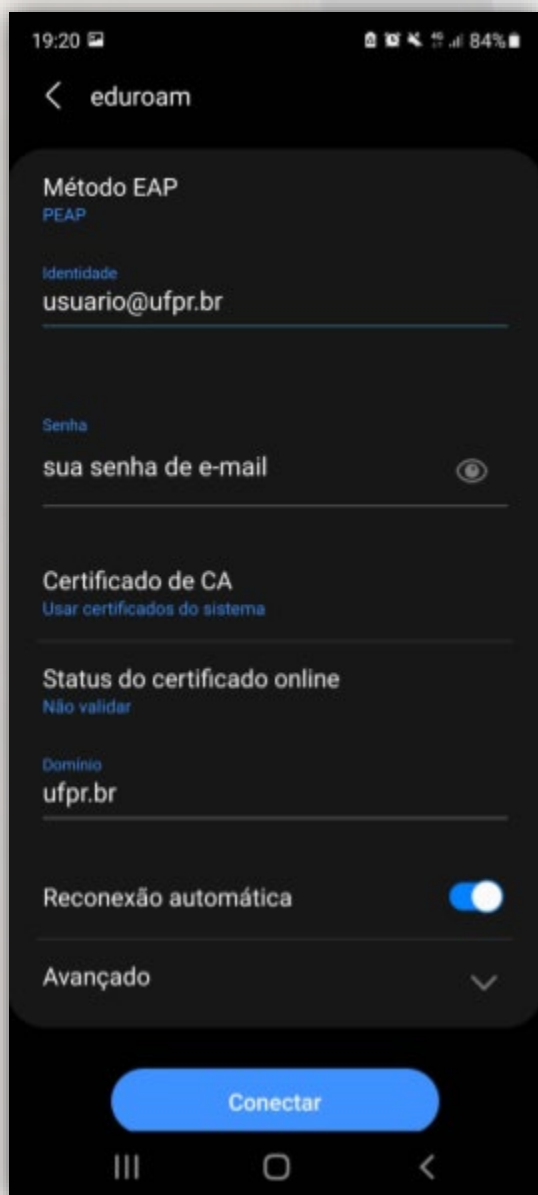 19:20
84%
eduroam
Método EAP
PEAP
Identidade
usuario@ufpr.br
Senha
sua senha de e-mail
Certificado de CA
Usar certificados do sistema
Status do certificado online
Não validar
Domínio
ufpr.br
Reconexão automática
Avançado
Conectar